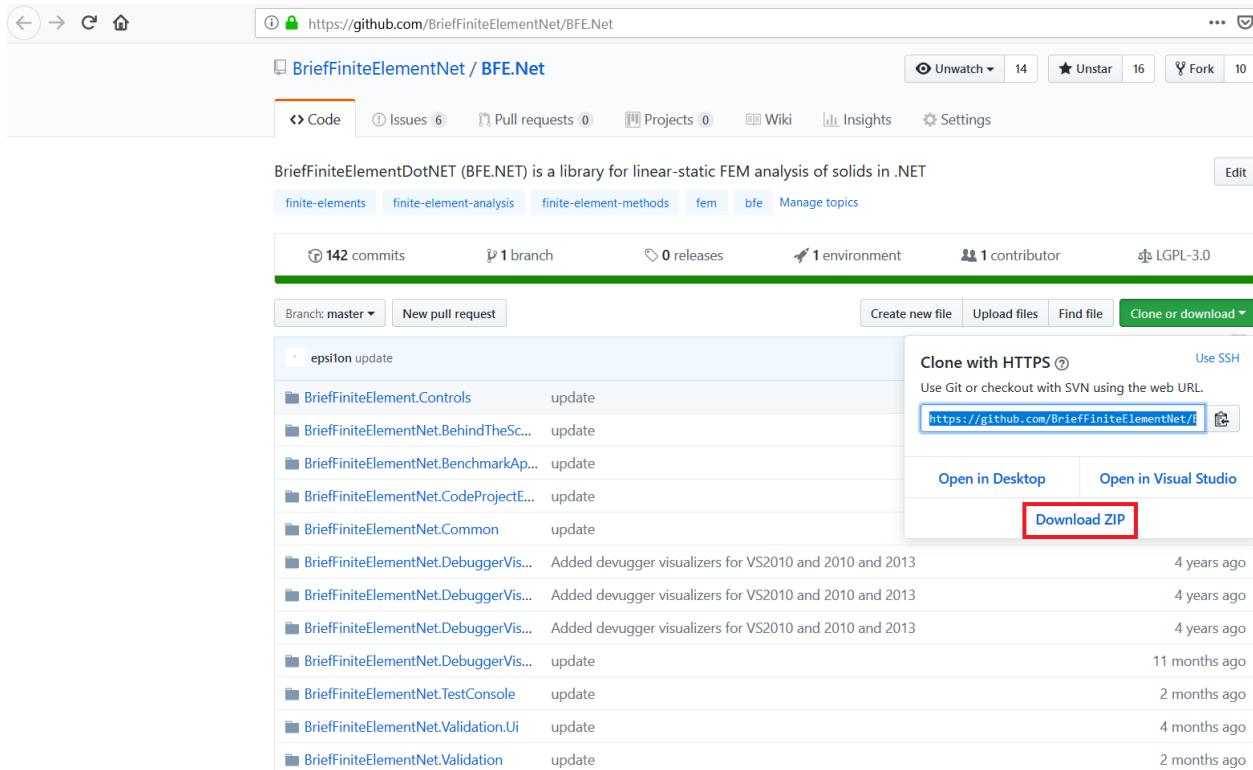 https://github.com/BriefFiniteElementNet/BFE.Net
BriefFiniteElementNet / BFE.Net
Unwatch 14 Unstar 16 Fork 10
Code Issues 6 Pull requests 0 Projects 0 Wiki Insights Settings
BriefFiniteElementDotNET (BFE.NET) is a library for linear-static FEM analysis of solids in .NET
Edit
finite-elements finite-element-analysis finite-element-methods fem bfe Manage topics
142 commits 1 branch 0 releases 1 environment 1 contributor LGPL-3.0
Branch: master New pull request Create new file Upload files Find file Clone or download
epsi1on update
Clone with HTTPS ? Use SSH
Use Git or checkout with SVN using the web URL.
https://github.com/BriefFiniteElementNet/
Open in Desktop Open in Visual Studio
Download ZIP
BriefFiniteElement.Controls update
BriefFiniteElementNet.BehindTheSc... update
BriefFiniteElementNet.BenchmarkAp... update
BriefFiniteElementNet.CodeProjectE... update
BriefFiniteElementNet.Common update
BriefFiniteElementNet.DebuggerVis... Added devugger visualizers for VS2010 and 2010 and 2013 4 years ago
BriefFiniteElementNet.DebuggerVis... Added devugger visualizers for VS2010 and 2010 and 2013 4 years ago
BriefFiniteElementNet.DebuggerVis... Added devugger visualizers for VS2010 and 2010 and 2013 4 years ago
BriefFiniteElementNet.DebuggerVis... update 11 months ago
BriefFiniteElementNet.TestConsole update 2 months ago
BriefFiniteElementNet.Validation.Ui update 4 months ago
BriefFiniteElementNet.Validation update 2 months ago